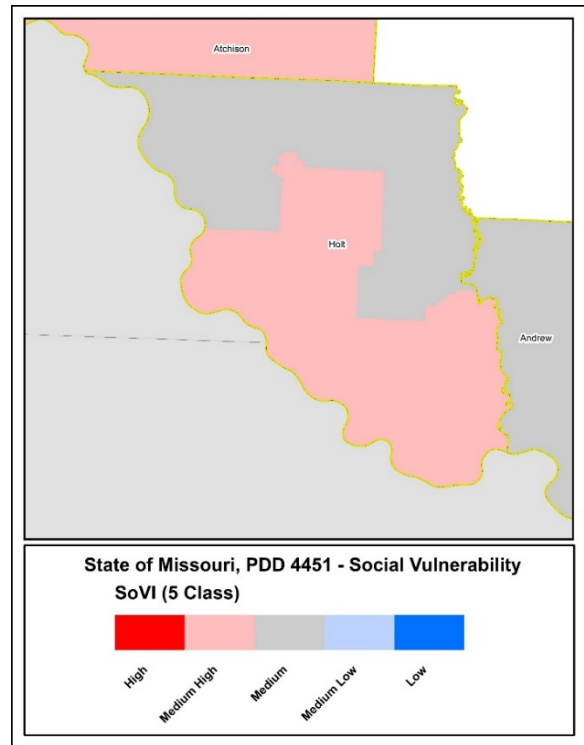 Atchison
Holt
Andrew
State of Missouri, PDD 4451 - Social Vulnerability
SoVI (5 Class)
High
Medium High
Medium
Medium Low
Low